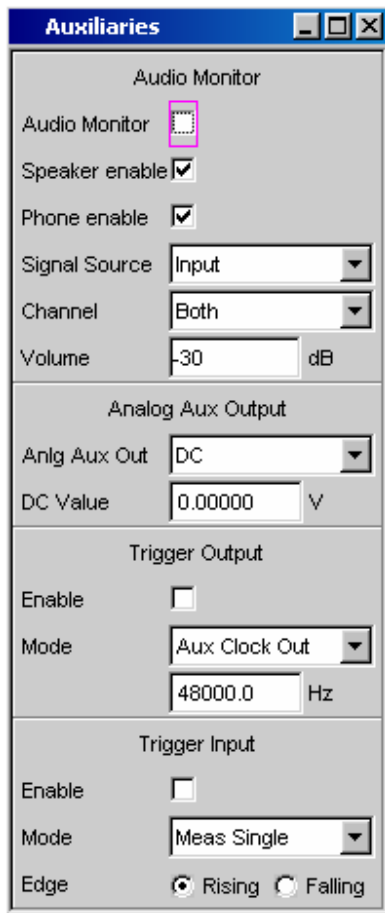 Auxiliaries
Audio Monitor
Audio Monitor
Speaker enable
Phone enable
Signal Source Input
Channel Both
Volume -30 dB
Analog Aux Output
Anlg Aux Out DC
DC Value 0.00000 V
Trigger Output
Enable
Mode Aux Clock Out
48000.0 Hz
Trigger Input
Enable
Mode Meas Single
Edge Rising Falling